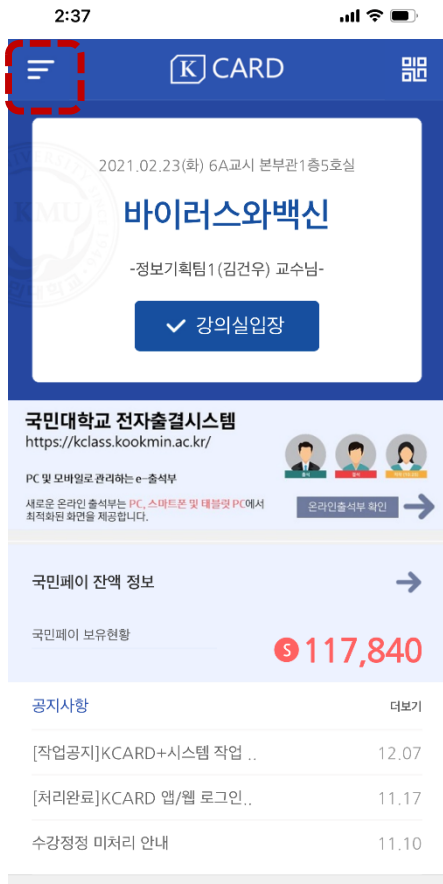 2:37
K CARD
2021.02.23(화) 6A교시 본부관1층5호실
바이러스와백신
-정보기획팀1(김건우) 교수님-
강의실입장
국민대학교 전자출결시스템
https://kclass.kookmin.ac.kr/
PC 및 모바일로 관리하는 e-출석부
새로운 온라인 출석부는 PC, 스마트폰 및 태블릿 PC에서
최적화된 화면을 제공합니다.
온라인출석부 확인
국민페이 잔액 정보
국민페이 보유현황
S 117,840
공지사항 더보기
[작업공지]KCARD+시스템 작업 .. 12.07
[처리완료]KCARD 앱/웹 로그인.. 11.17
수강정정 미처리 안내 11.10